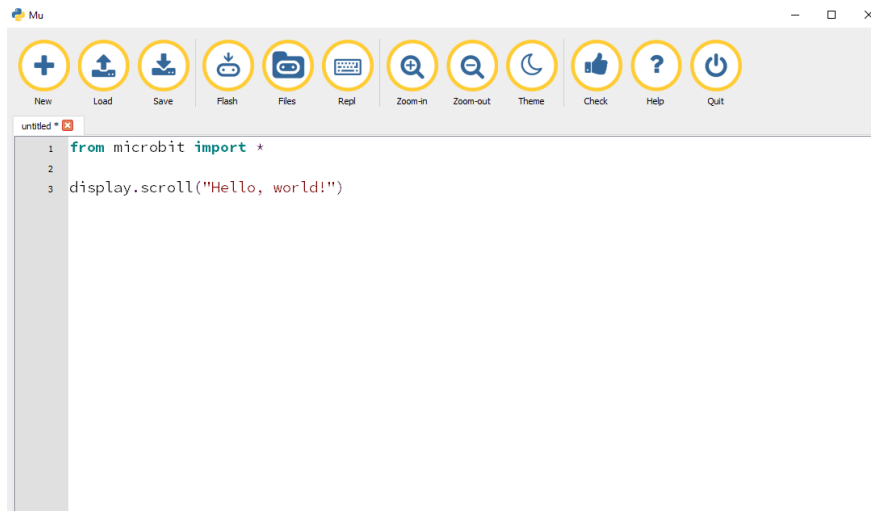 Mu
New Load Save Flash Files Repl Zoom-in Zoom-out Theme Check Help Quit
untitled *
1 from microbit import *
2
3 display.scroll("Hello, world!")